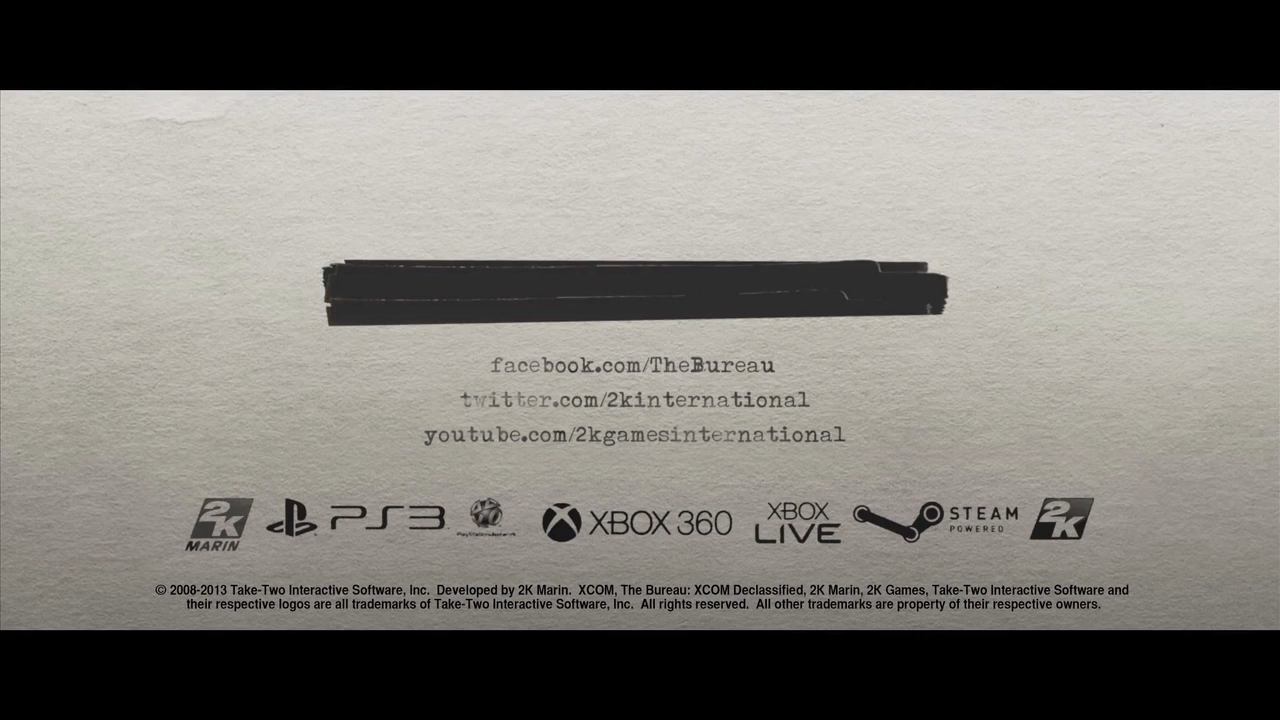 facebook.com/TheBureau
twitter.com/2kinternational
youtube.com/2kgamesinternational
2K MARIN PS3 PlayStation Network XBOX 360 XBOX LIVE STEAM POWERED 2K
© 2008-2013 Take-Two Interactive Software, Inc. Developed by 2K Marin. XCOM, The Bureau: XCOM Declassified, 2K Marin, 2K Games, Take-Two Interactive Software and
their respective logos are all trademarks of Take-Two Interactive Software, Inc. All rights reserved. All other trademarks are property of their respective owners.